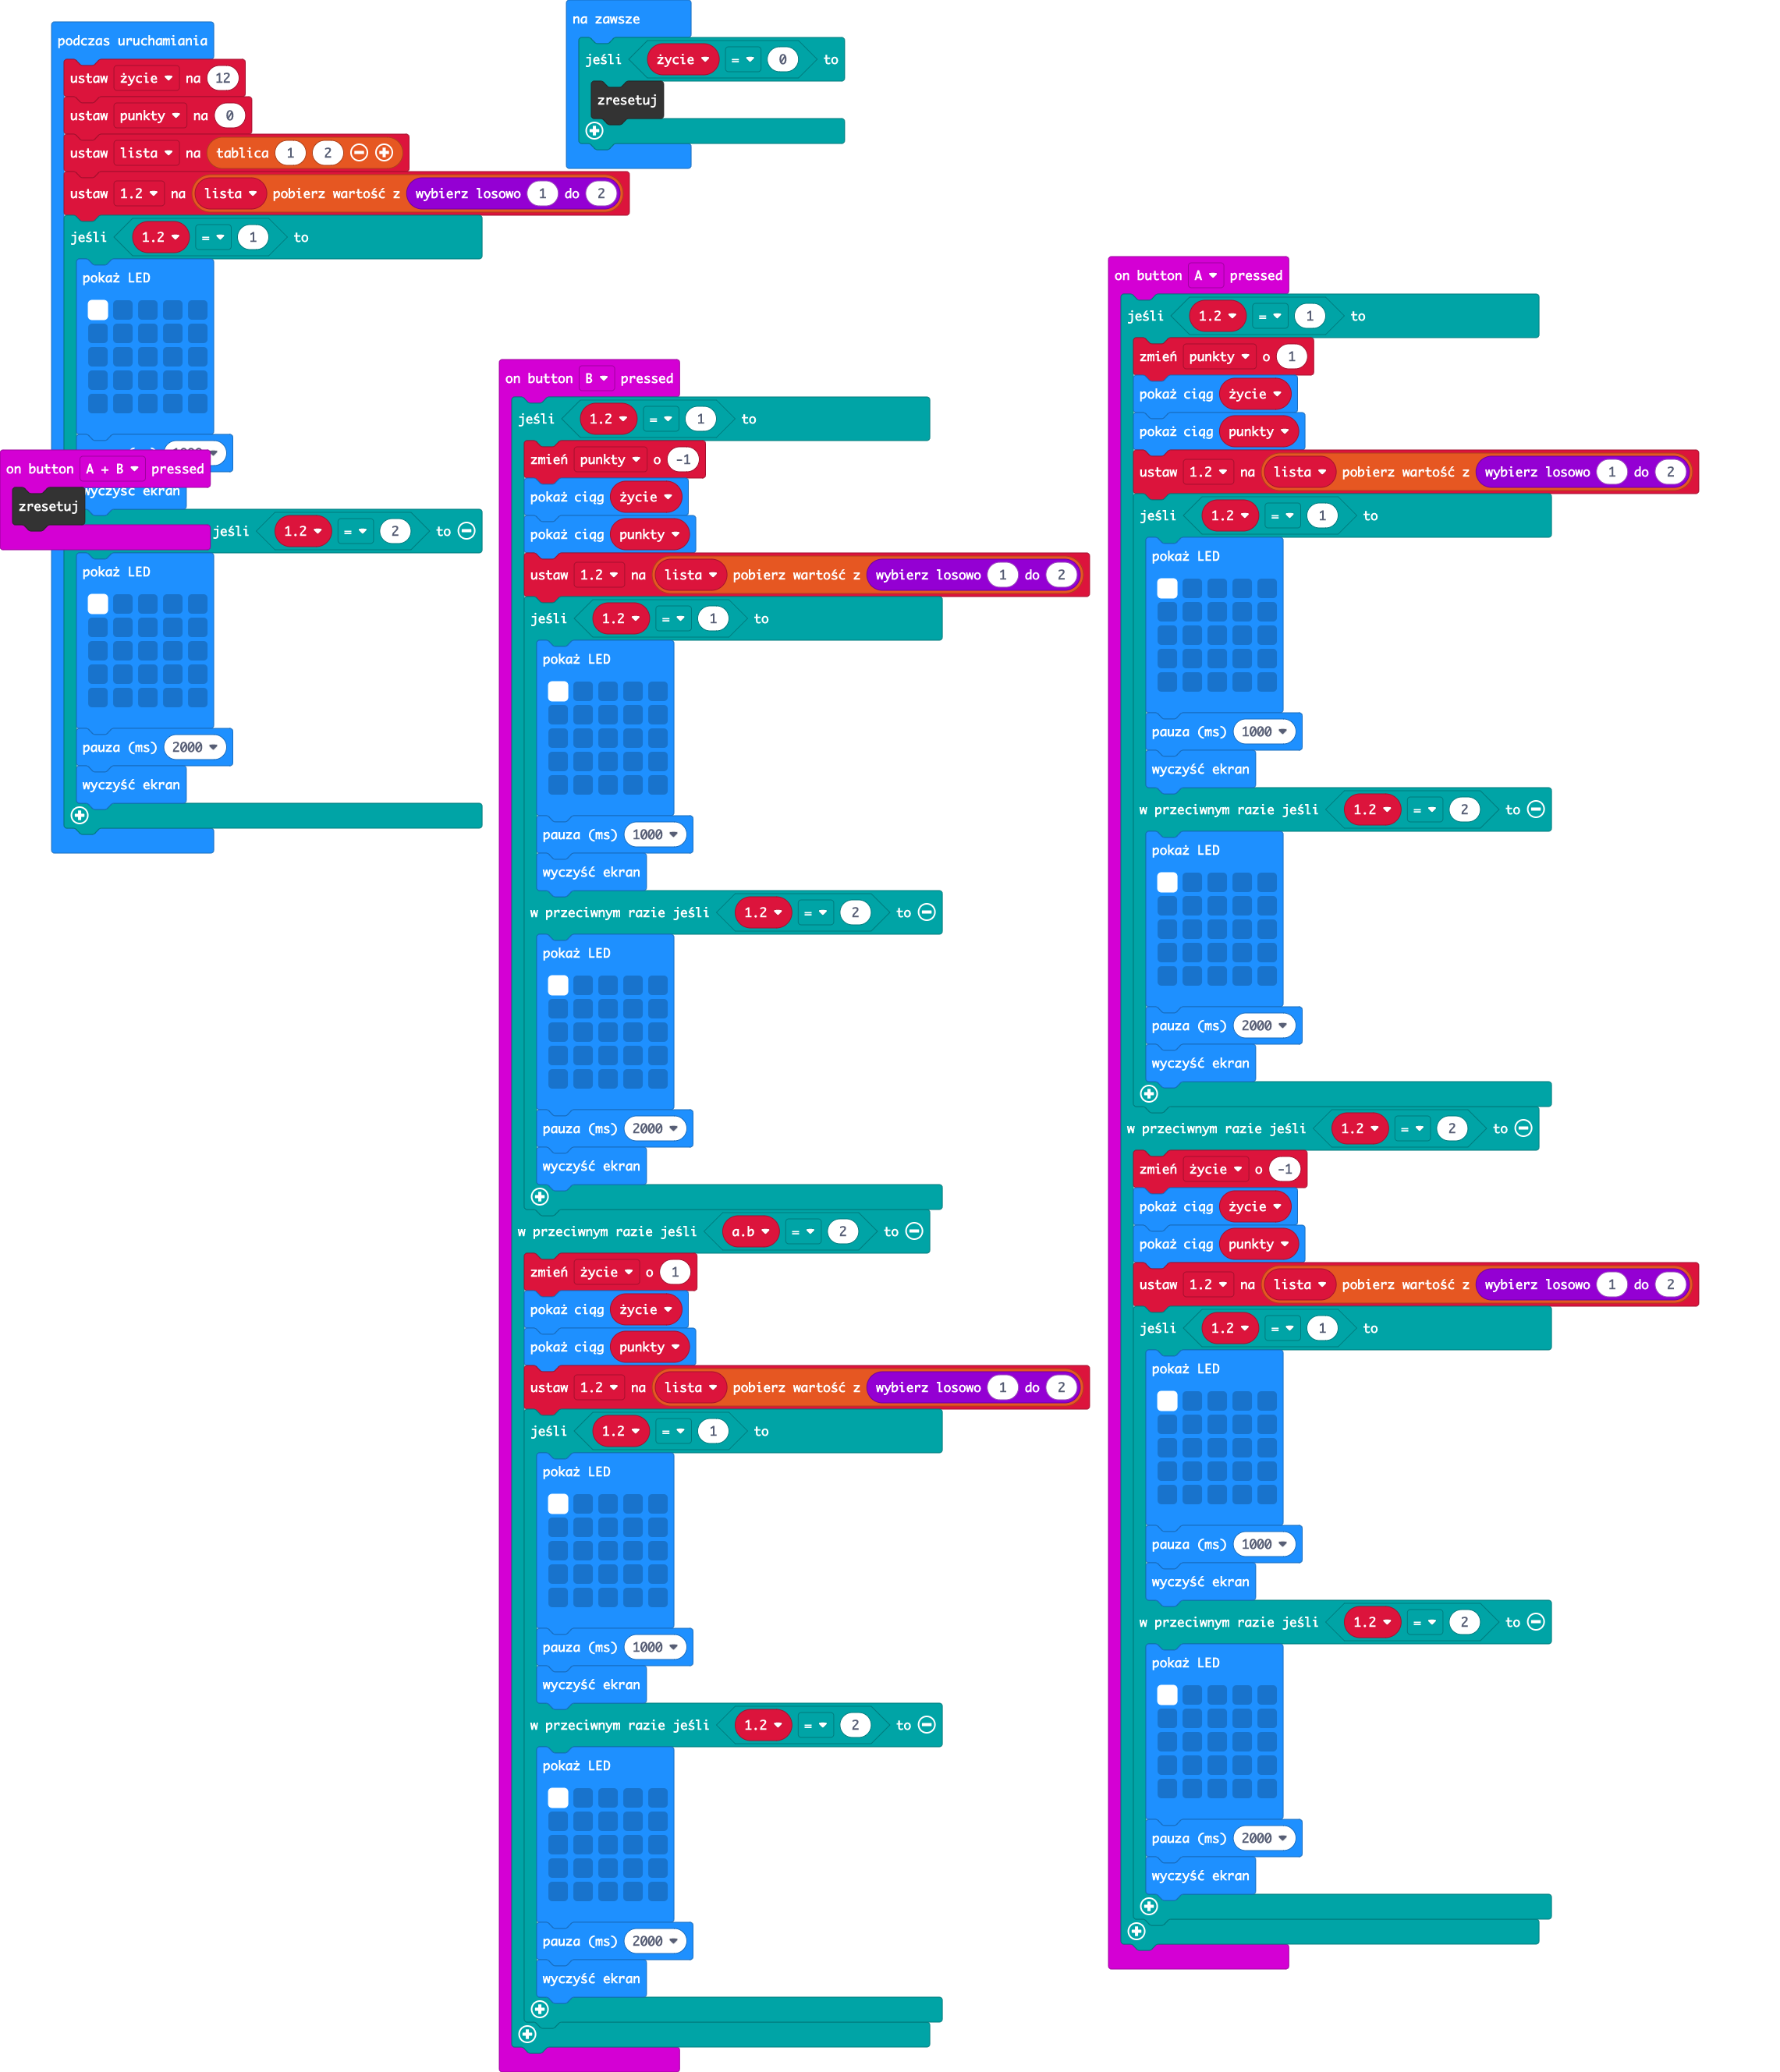 podczas uruchamiania
ustaw życie na 12
ustaw punkty na 0
ustaw lista na tablica 1 2
ustaw 1.2 na lista pobierz wartość z wybierz losowo 1 do 2
jeśli 1.2 = 1 to
pokaż LED
wyczyść ekran
jeśli 1.2 = 2 to
pokaż LED
pauza (ms) 2000
wyczyść ekran
on button A + B pressed
zresetuj
na zawsze
jeśli życie = 0 to
zresetuj
on button B pressed
jeśli 1.2 = 1 to
zmień punkty o -1
pokaż ciąg życie
pokaż ciąg punkty
ustaw 1.2 na lista pobierz wartość z wybierz losowo 1 do 2
jeśli 1.2 = 1 to
pokaż LED
pauza (ms) 1000
wyczyść ekran
w przeciwnym razie jeśli 1.2 = 2 to
pokaż LED
pauza (ms) 2000
wyczyść ekran
w przeciwnym razie jeśli a.b = 2 to
zmień życie o 1
pokaż ciąg życie
pokaż ciąg punkty
ustaw 1.2 na lista pobierz wartość z wybierz losowo 1 do 2
jeśli 1.2 = 1 to
pokaż LED
pauza (ms) 1000
wyczyść ekran
w przeciwnym razie jeśli 1.2 = 2 to
pokaż LED
pauza (ms) 2000
wyczyść ekran
on button A pressed
jeśli 1.2 = 1 to
zmień punkty o 1
pokaż ciąg życie
pokaż ciąg punkty
ustaw 1.2 na lista pobierz wartość z wybierz losowo 1 do 2
jeśli 1.2 = 1 to
pokaż LED
pauza (ms) 1000
wyczyść ekran
w przeciwnym razie jeśli 1.2 = 2 to
pokaż LED
pauza (ms) 2000
wyczyść ekran
w przeciwnym razie jeśli 1.2 = 2 to
zmień życie o -1
pokaż ciąg życie
pokaż ciąg punkty
ustaw 1.2 na lista pobierz wartość z wybierz losowo 1 do 2
jeśli 1.2 = 1 to
pokaż LED
pauza (ms) 1000
wyczyść ekran
w przeciwnym razie jeśli 1.2 = 2 to
pokaż LED
pauza (ms) 2000
wyczyść ekran